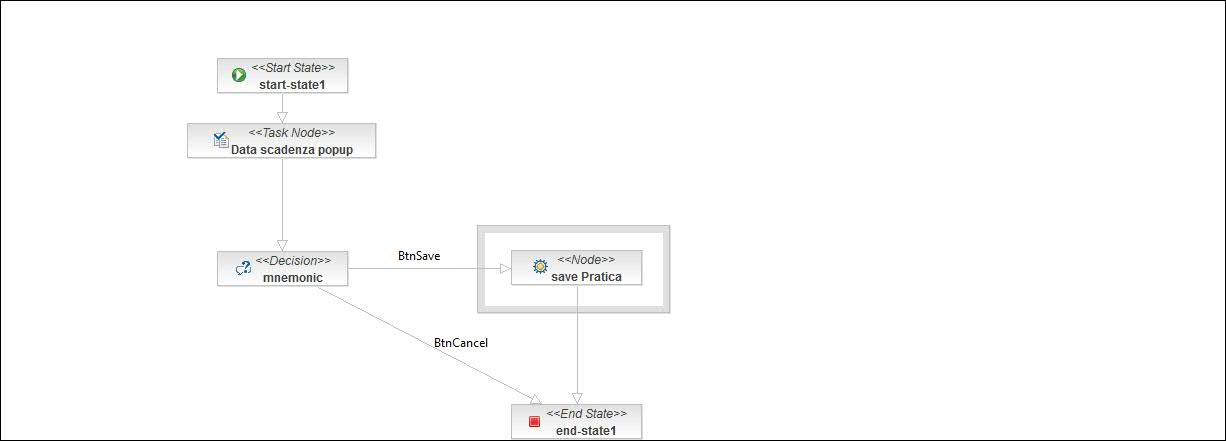 <<Start State>>
start-state1
<<Task Node>>
Data scadenza popup
<<Decision>>
mnemonic
BtnSave
<<Node>>
save Pratica
BtnCancel
<<End State>>
end-state1